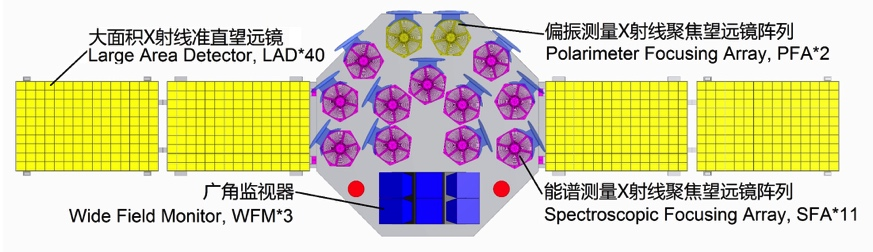 大面积X射线准直望远镜
Large Area Detector, LAD*40
偏振测量X射线聚焦望远镜阵列
Polarimeter Focusing Array, PFA*2
广角监视器
Wide Field Monitor, WFM*3
能谱测量X射线聚焦望远镜阵列
Spectroscopic Focusing Array, SFA*11